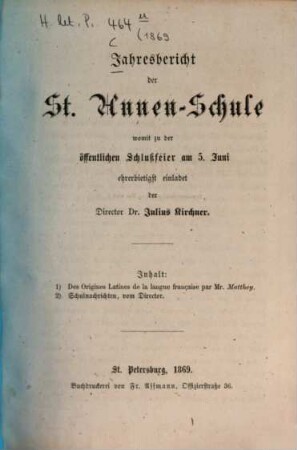 H. lit. P. 464 m
C (1869
Jahresbericht
der
St. Annen-Schule
womit zu der
öffentlichen Schlußfeier am 5. Juni
ehrerbietigst einladet
der
Director Dr. Julius Kirchner.
Inhalt:
1) Des Origines Latines de la langue française par Mr. Matthey.
2) Schulnachrichten, vom Director.
St. Petersburg, 1869.
Buchdruckerei von Fr. Assmann, Offizierstraße 36.